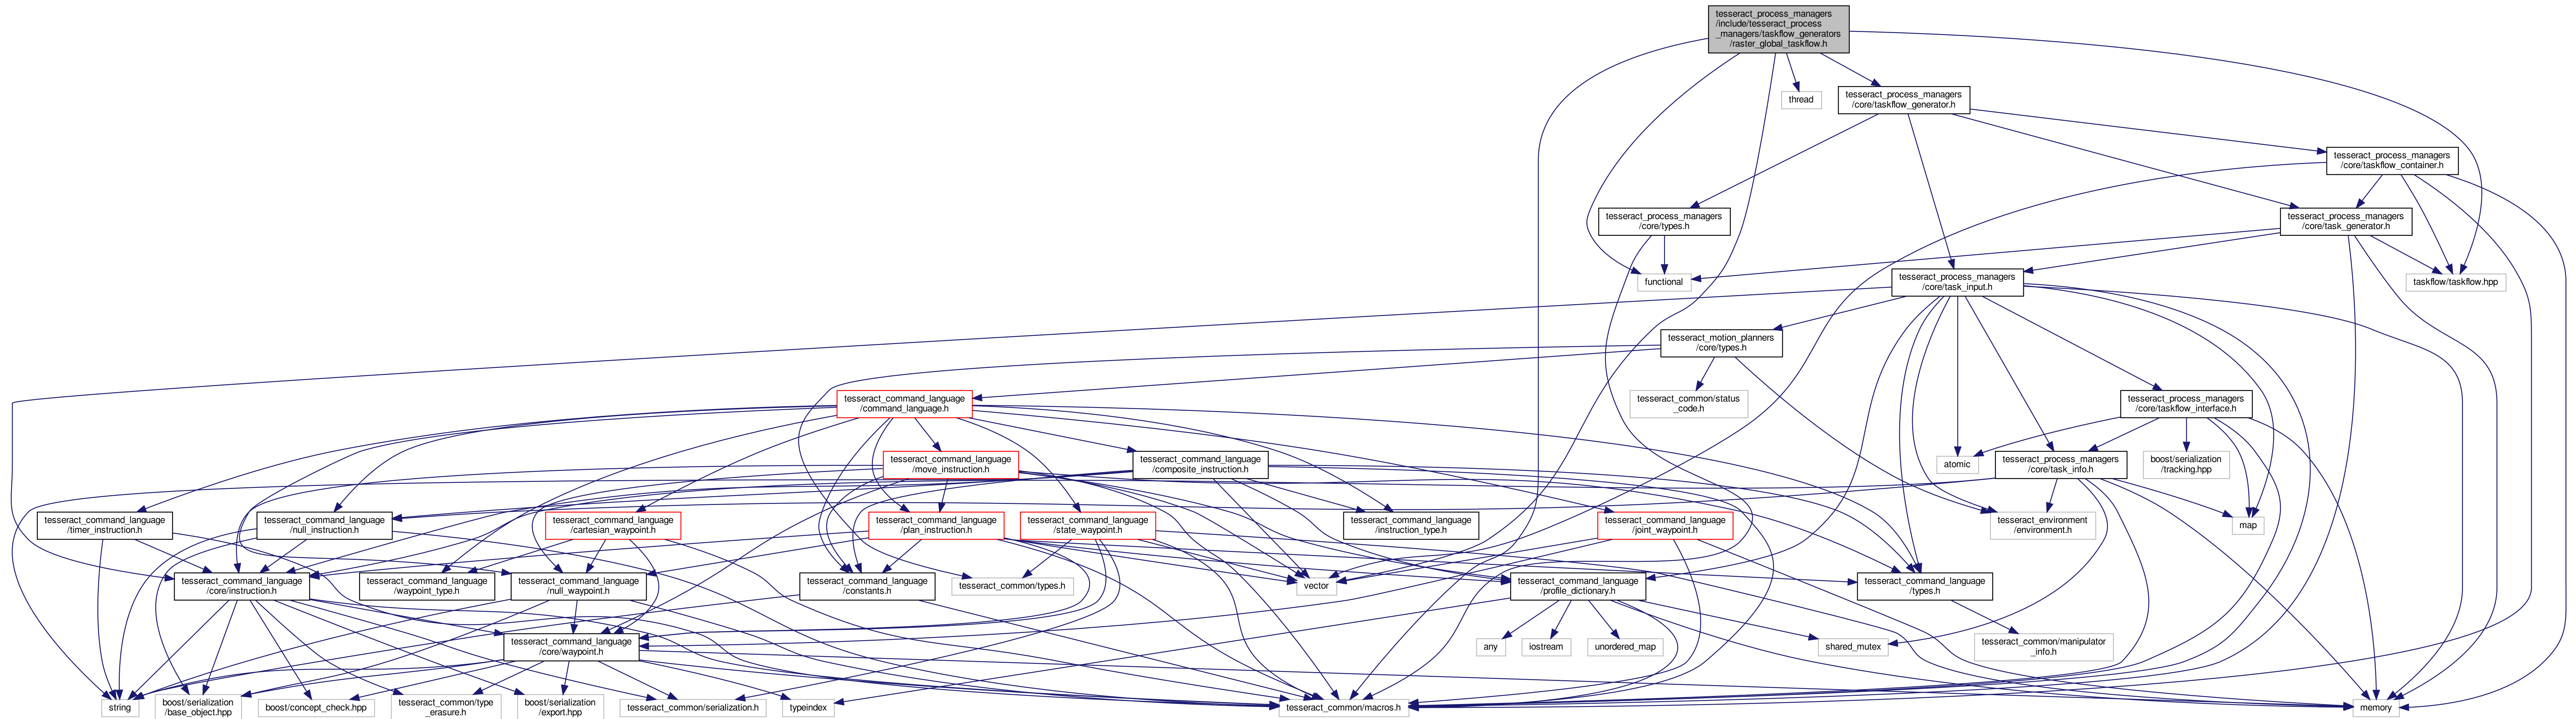 tesseract_process_managers
/include/tesseract_process
_managers/taskflow_generators
/raster_global_taskflow.h
thread
tesseract_process_managers
/core/taskflow_generator.h
tesseract_process_managers
/core/taskflow_container.h
tesseract_process_managers
/core/types.h
tesseract_process_managers
/core/task_generator.h
functional
tesseract_process_managers
/core/task_input.h
taskflow/taskflow.hpp
tesseract_motion_planners
/core/types.h
tesseract_command_language
/command_language.h
tesseract_common/status
_code.h
tesseract_process_managers
/core/taskflow_interface.h
tesseract_command_language
/move_instruction.h
tesseract_command_language
/composite_instruction.h
atomic
tesseract_process_managers
/core/task_info.h
boost/serialization
/tracking.hpp
tesseract_command_language
/timer_instruction.h
tesseract_command_language
/null_instruction.h
tesseract_command_language
/cartesian_waypoint.h
tesseract_command_language
/plan_instruction.h
tesseract_command_language
/state_waypoint.h
tesseract_command_language
/instruction_type.h
tesseract_command_language
/joint_waypoint.h
tesseract_environment
/environment.h
map
tesseract_command_language
/core/instruction.h
tesseract_command_language
/waypoint_type.h
tesseract_command_language
/null_waypoint.h
tesseract_command_language
/constants.h
tesseract_common/types.h
vector
tesseract_command_language
/profile_dictionary.h
tesseract_command_language
/types.h
tesseract_command_language
/core/waypoint.h
any
iostream
unordered_map
shared_mutex
tesseract_common/manipulator
_info.h
string
boost/serialization
/base_object.hpp
boost/concept_check.hpp
tesseract_common/type
_erasure.h
boost/serialization
/export.hpp
tesseract_common/serialization.h
typeindex
tesseract_common/macros.h
memory